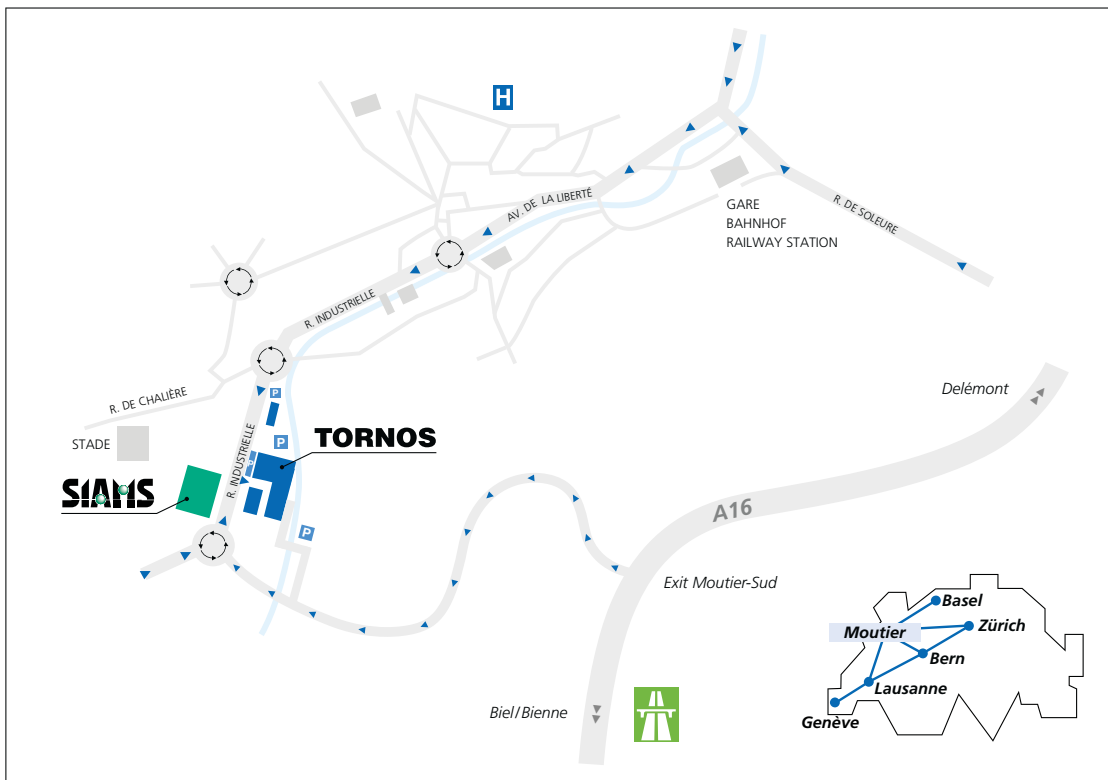 H
AV. DE LA LIBERTÉ
GARE
BAHNHOF
RAILWAY STATION
R. DE SOLEURE
R. INDUSTRIELLE
R. DE CHALIÈRE
P
STADE
R. INDUSTRIELLE
P
TORNOS
SIAMS
P
Delémont
A16
Exit Moutier-Sud
Biel/Bienne
Basel
Moutier
Zürich
Bern
Lausanne
Genève